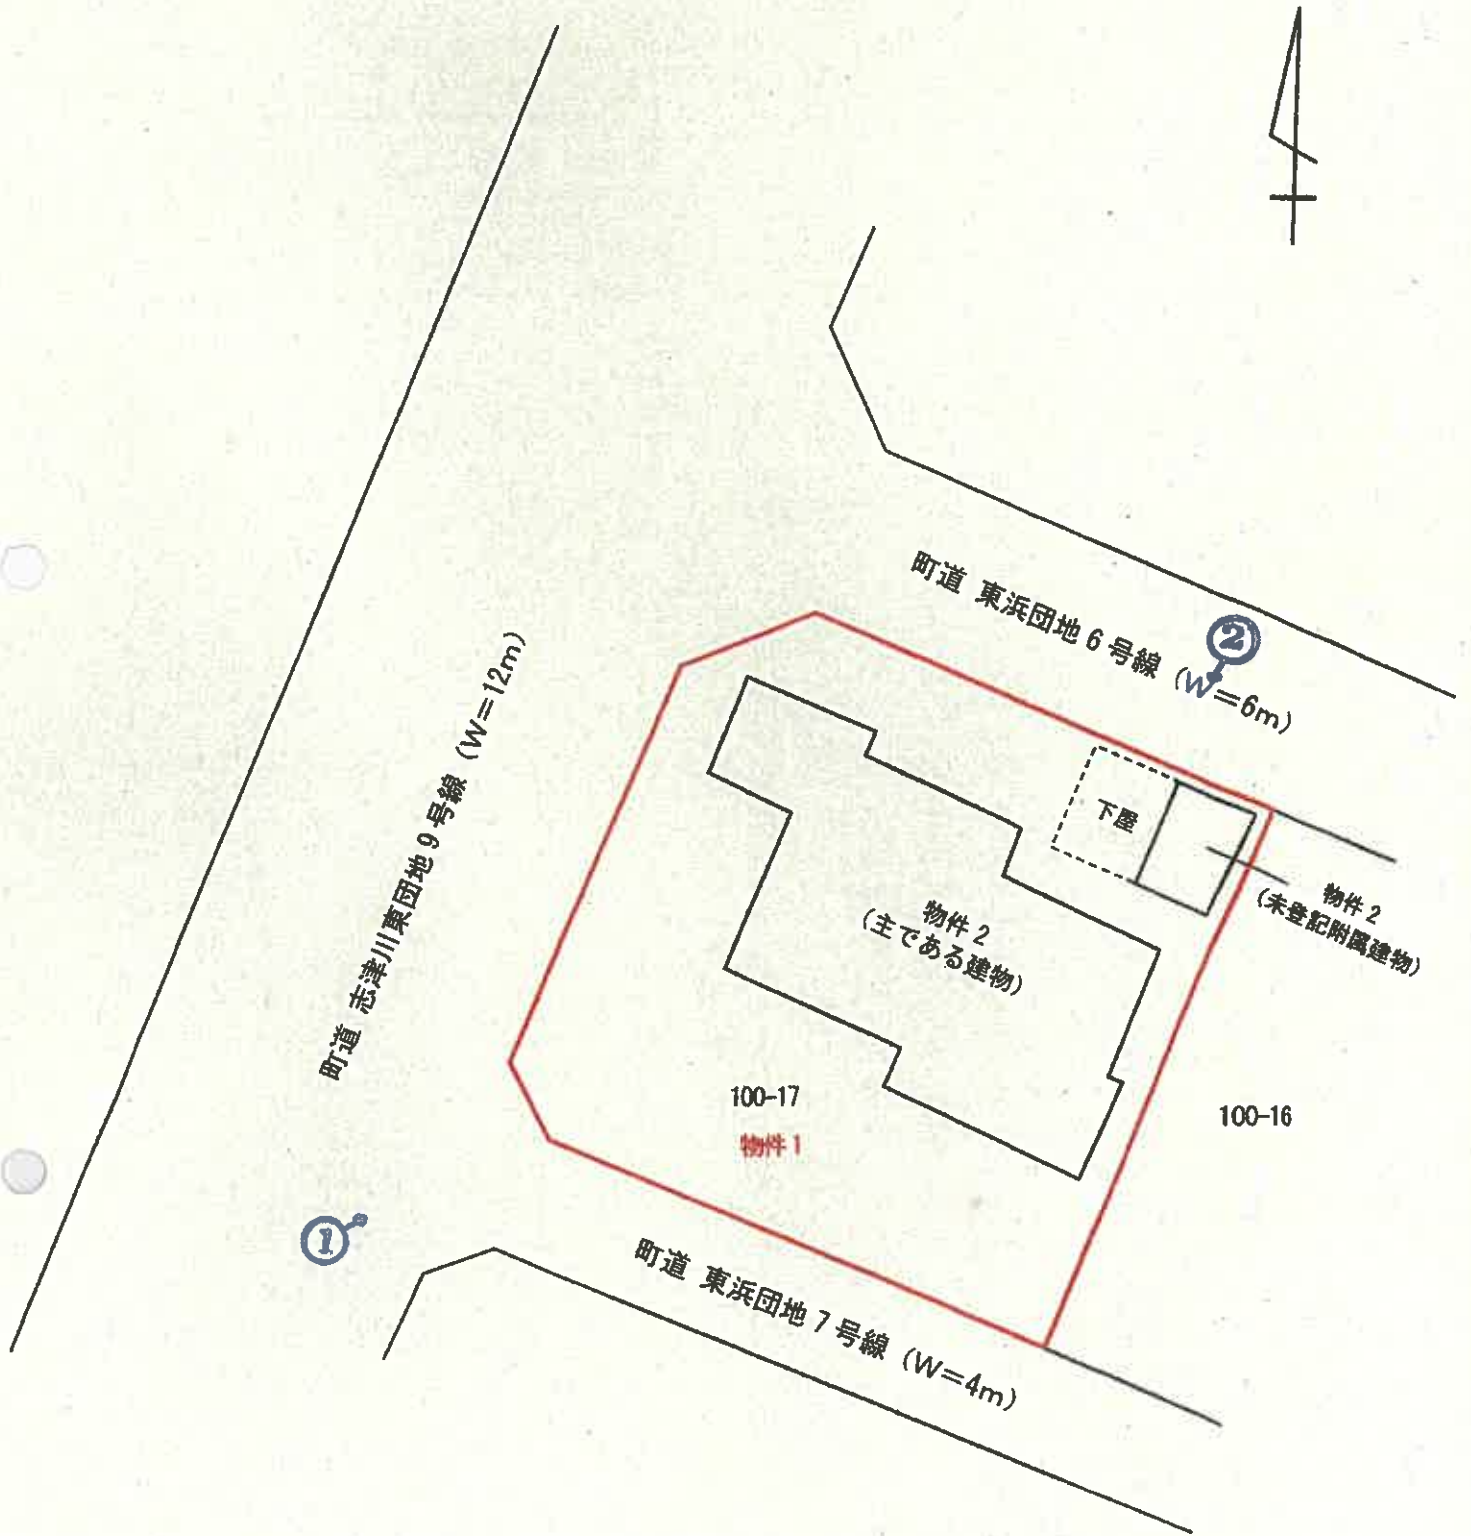 町道 東浜団地6号線 (W=6m)
②
町道 志津川東団地9号線 (W=12m)
下屋
物件2
(未登記附属建物)
物件2
(主である建物)
100-17
物件1
100-16
①
町道 東浜団地7号線 (W=4m)